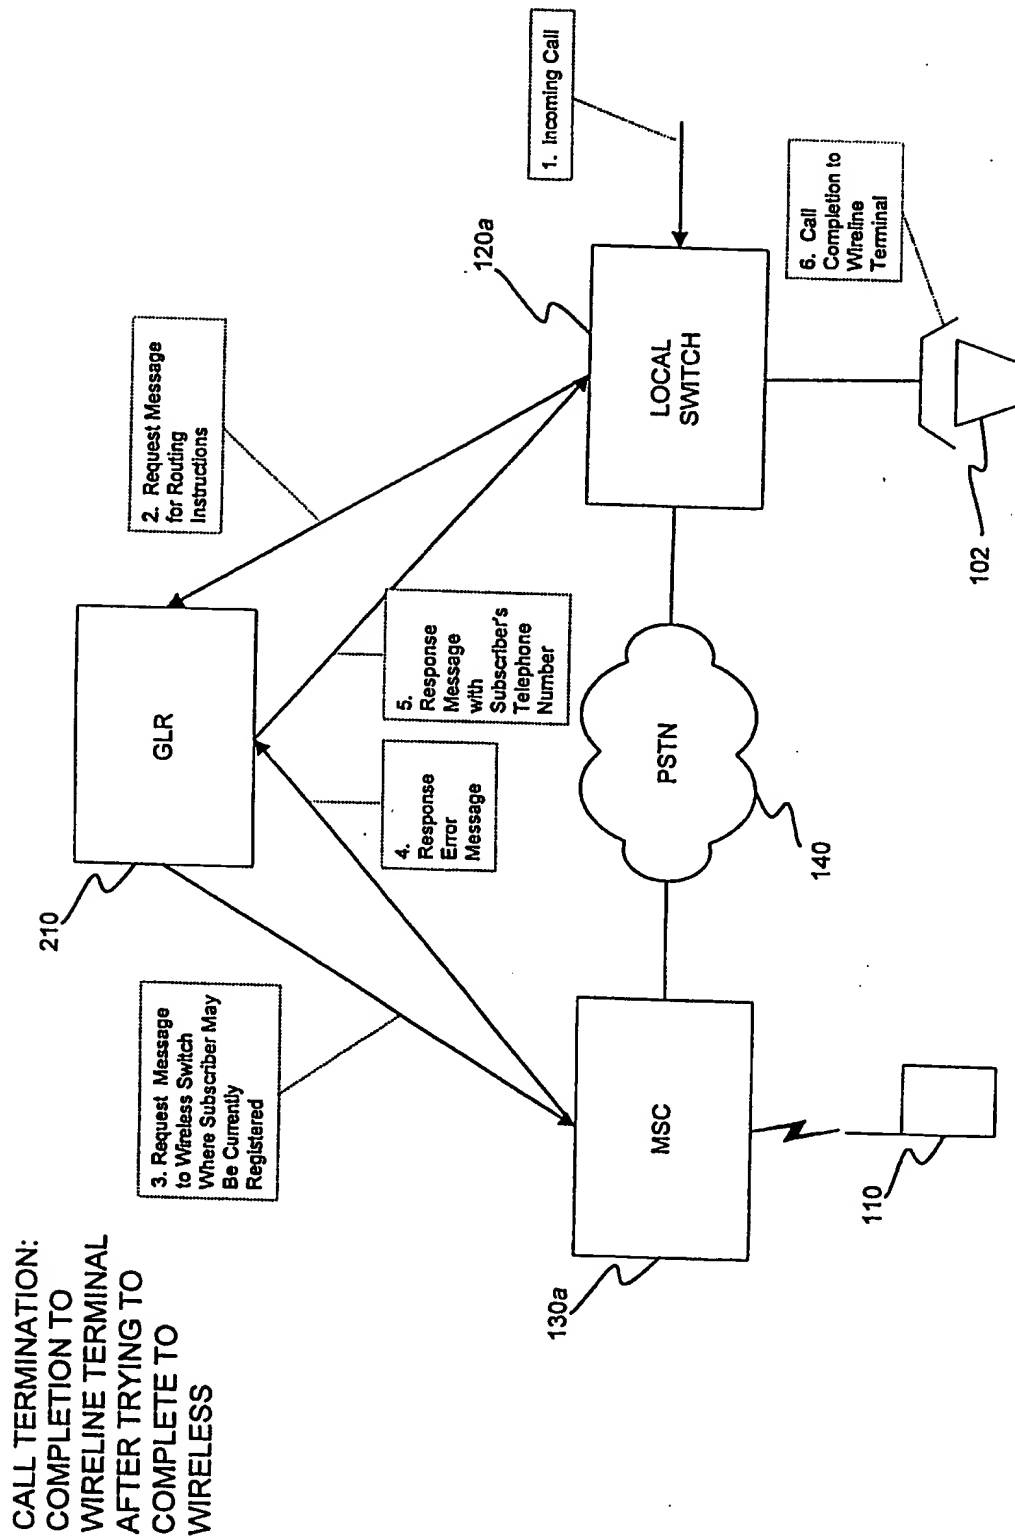 CALL TERMINATION:
COMPLETION TO
WIRELINE TERMINAL
AFTER TRYING TO
COMPLETE TO
WIRELESS
3. Request Message
to Wireless Switch
Where Subscriber May
Be Currently
Registered
210
GLR
2. Request Message
for Routing
Instructions
4.
Response
Error
Message
5.
Response
Message
with
Subscriber's
Telephone
Number
120a
1. Incoming Call
130a
MSC
PSTN
140
LOCAL
SWITCH
6. Call
Completion to
Wireline
Terminal
110
102